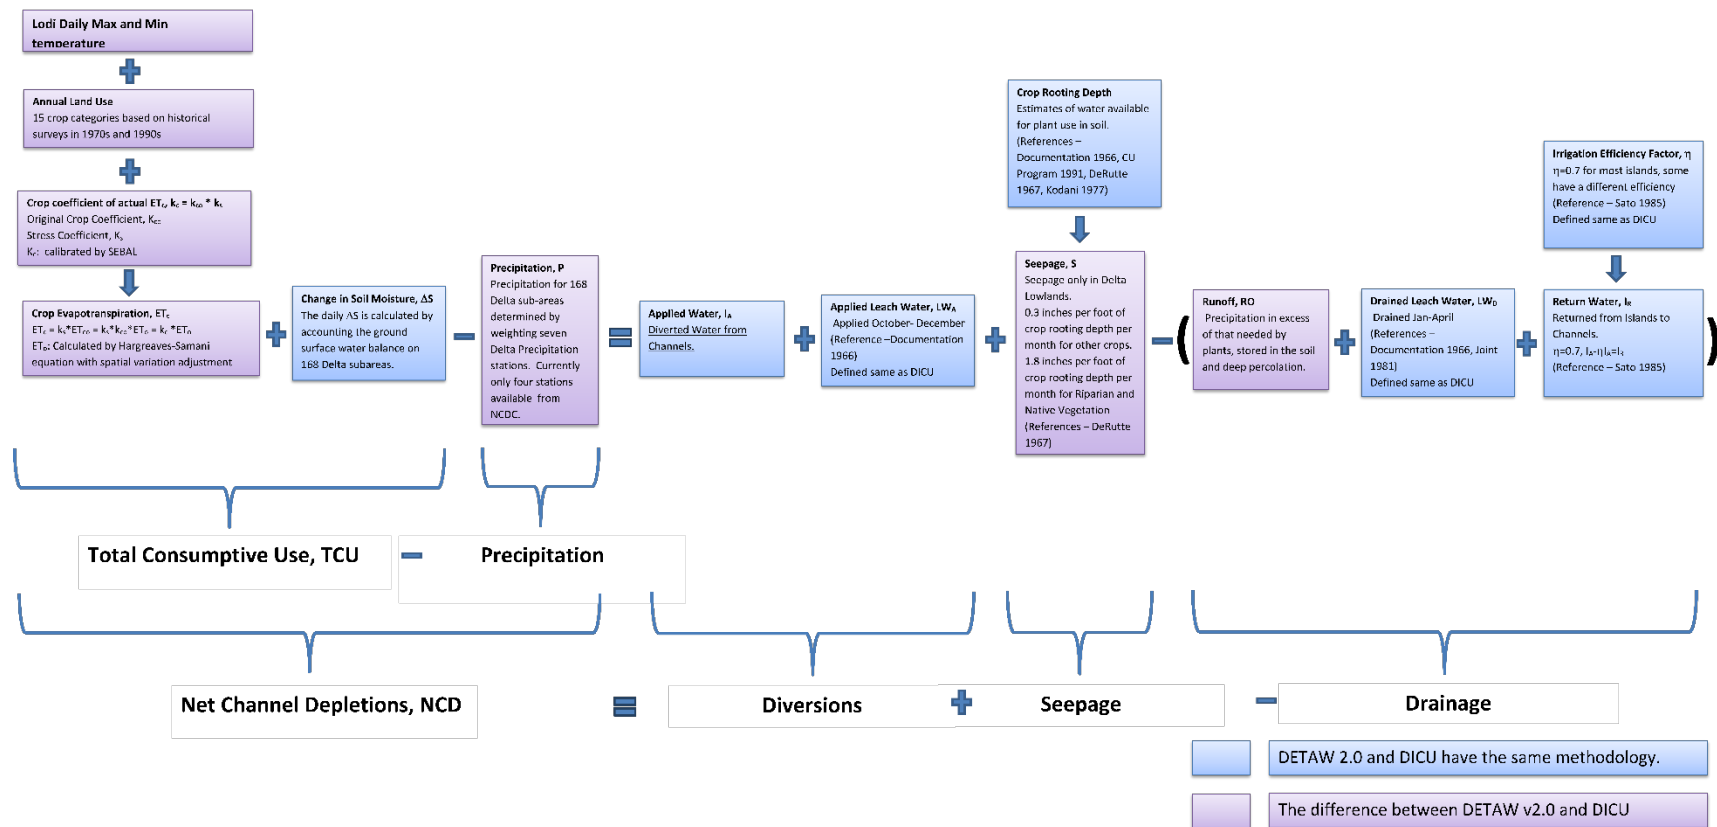 Lodi Daily Max and Min
temperature
Annual Land Use
15 crop categories based on historical
surveys in 1970s and 1990s
Crop coefficient of actual ETc, kc = kco * ks
Original Crop Coefficient, Kco
Stress Coefficient, Ks
Kr: calibrated by SEBAL
Crop Evapotranspiration, ETc
ETc = ks*ETco = ks*kco*ETo = kr *ETo
ETo: Calculated by Hargreaves-Samani
equation with spatial variation adjustment
Change in Soil Moisture, ΔS
The daily ΔS is calculated by
accounting the ground
surface water balance on
168 Delta subareas.
Precipitation, P
Precipitation for 168
Delta sub-areas
determined by
weighting seven
Delta Precipitation
stations. Currently
only four stations
available from
NCDC.
Applied Water, IA
Diverted Water from
Channels.
Applied Leach Water, LWA
Applied October- December
(Reference –Documentation
1966)
Defined same as DICU
Crop Rooting Depth
Estimates of water available
for plant use in soil.
(References –
Documentation 1966, CU
Program 1991, DeRutte
1967, Kodani 1977)
Seepage, S
Seepage only in Delta
Lowlands.
0.3 inches per foot of
crop rooting depth per
month for other crops.
1.8 inches per foot of
crop rooting depth per
month for Riparian and
Native Vegetation
(References – DeRutte
1967)
(
Runoff, RO
Precipitation in excess
of that needed by
plants, stored in the soil
and deep percolation.
Drained Leach Water, LWD
Drained Jan-April
(References –
Documentation 1966, Joint
1981)
Defined same as DICU
Irrigation Efficiency Factor, η
η=0.7 for most islands, some
have a different efficiency
(Reference – Sato 1985)
Defined same as DICU
Return Water, IR
Returned from Islands to
Channels.
η=0.7, IA-ηIA=IR
(Reference – Sato 1985)
)
Total Consumptive Use, TCU
Precipitation
Net Channel Depletions, NCD
Diversions
Seepage
Drainage
DETAW 2.0 and DICU have the same methodology.
The difference between DETAW v2.0 and DICU